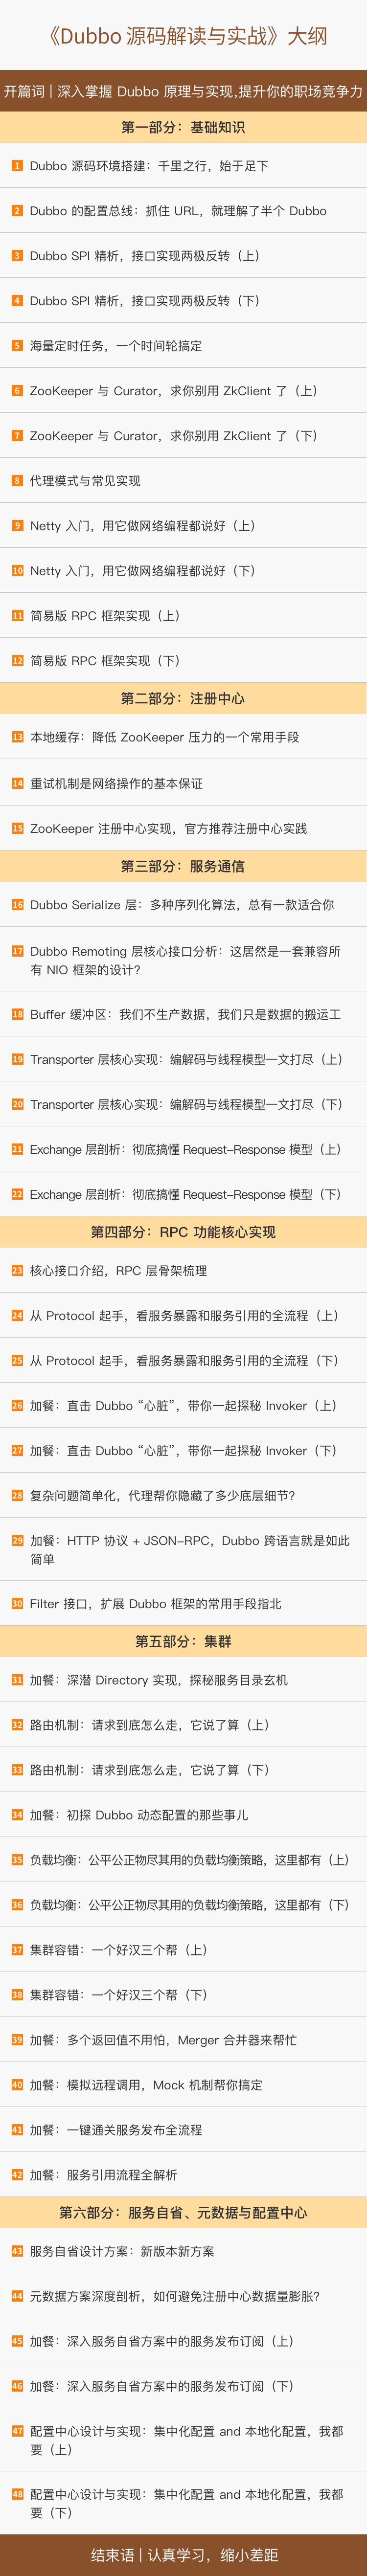 《Dubbo 源码解读与实战》大纲
开篇词 | 深入掌握 Dubbo 原理与实现,提升你的职场竞争力
第一部分：基础知识
1 Dubbo 源码环境搭建：千里之行，始于足下
2 Dubbo 的配置总线：抓住 URL，就理解了半个 Dubbo
3 Dubbo SPI 精析，接口实现两极反转（上）
4 Dubbo SPI 精析，接口实现两极反转（下）
5 海量定时任务，一个时间轮搞定
6 ZooKeeper 与 Curator，求你别用 ZkClient 了（上）
7 ZooKeeper 与 Curator，求你别用 ZkClient 了（下）
8 代理模式与常见实现
9 Netty 入门，用它做网络编程都说好（上）
10 Netty 入门，用它做网络编程都说好（下）
11 简易版 RPC 框架实现（上）
12 简易版 RPC 框架实现（下）
第二部分：注册中心
13 本地缓存：降低 ZooKeeper 压力的一个常用手段
14 重试机制是网络操作的基本保证
15 ZooKeeper 注册中心实现，官方推荐注册中心实践
第三部分：服务通信
16 Dubbo Serialize 层：多种序列化算法，总有一款适合你
17 Dubbo Remoting 层核心接口分析：这居然是一套兼容所
有 NIO 框架的设计？
18 Buffer 缓冲区：我们不生产数据，我们只是数据的搬运工
19 Transporter 层核心实现：编解码与线程模型一文打尽（上）
20 Transporter 层核心实现：编解码与线程模型一文打尽（下）
21 Exchange 层剖析：彻底搞懂 Request-Response 模型（上）
22 Exchange 层剖析：彻底搞懂 Request-Response 模型（下）
第四部分：RPC 功能核心实现
23 核心接口介绍，RPC 层骨架梳理
24 从 Protocol 起手，看服务暴露和服务引用的全流程（上）
25 从 Protocol 起手，看服务暴露和服务引用的全流程（下）
26 加餐：直击 Dubbo “心脏”，带你一起探秘 Invoker（上）
27 加餐：直击 Dubbo “心脏”，带你一起探秘 Invoker（下）
28 复杂问题简单化，代理帮你隐藏了多少底层细节？
29 加餐：HTTP 协议 + JSON-RPC，Dubbo 跨语言就是如此
简单
30 Filter 接口，扩展 Dubbo 框架的常用手段指北
第五部分：集群
31 加餐：深潜 Directory 实现，探秘服务目录玄机
32 路由机制：请求到底怎么走，它说了算（上）
33 路由机制：请求到底怎么走，它说了算（下）
34 加餐：初探 Dubbo 动态配置的那些事儿
35 负载均衡：公平公正物尽其用的负载均衡策略，这里都有（上）
36 负载均衡：公平公正物尽其用的负载均衡策略，这里都有（下）
37 集群容错：一个好汉三个帮（上）
38 集群容错：一个好汉三个帮（下）
39 加餐：多个返回值不用怕，Merger 合并器来帮忙
40 加餐：模拟远程调用，Mock 机制帮你搞定
41 加餐：一键通关服务发布全流程
42 加餐：服务引用流程全解析
第六部分：服务自省、元数据与配置中心
43 服务自省设计方案：新版本新方案
44 元数据方案深度剖析，如何避免注册中心数据量膨胀？
45 加餐：深入服务自省方案中的服务发布订阅（上）
46 加餐：深入服务自省方案中的服务发布订阅（下）
47 配置中心设计与实现：集中化配置 and 本地化配置，我都
要（上）
48 配置中心设计与实现：集中化配置 and 本地化配置，我都
要（下）
结束语 | 认真学习，缩小差距